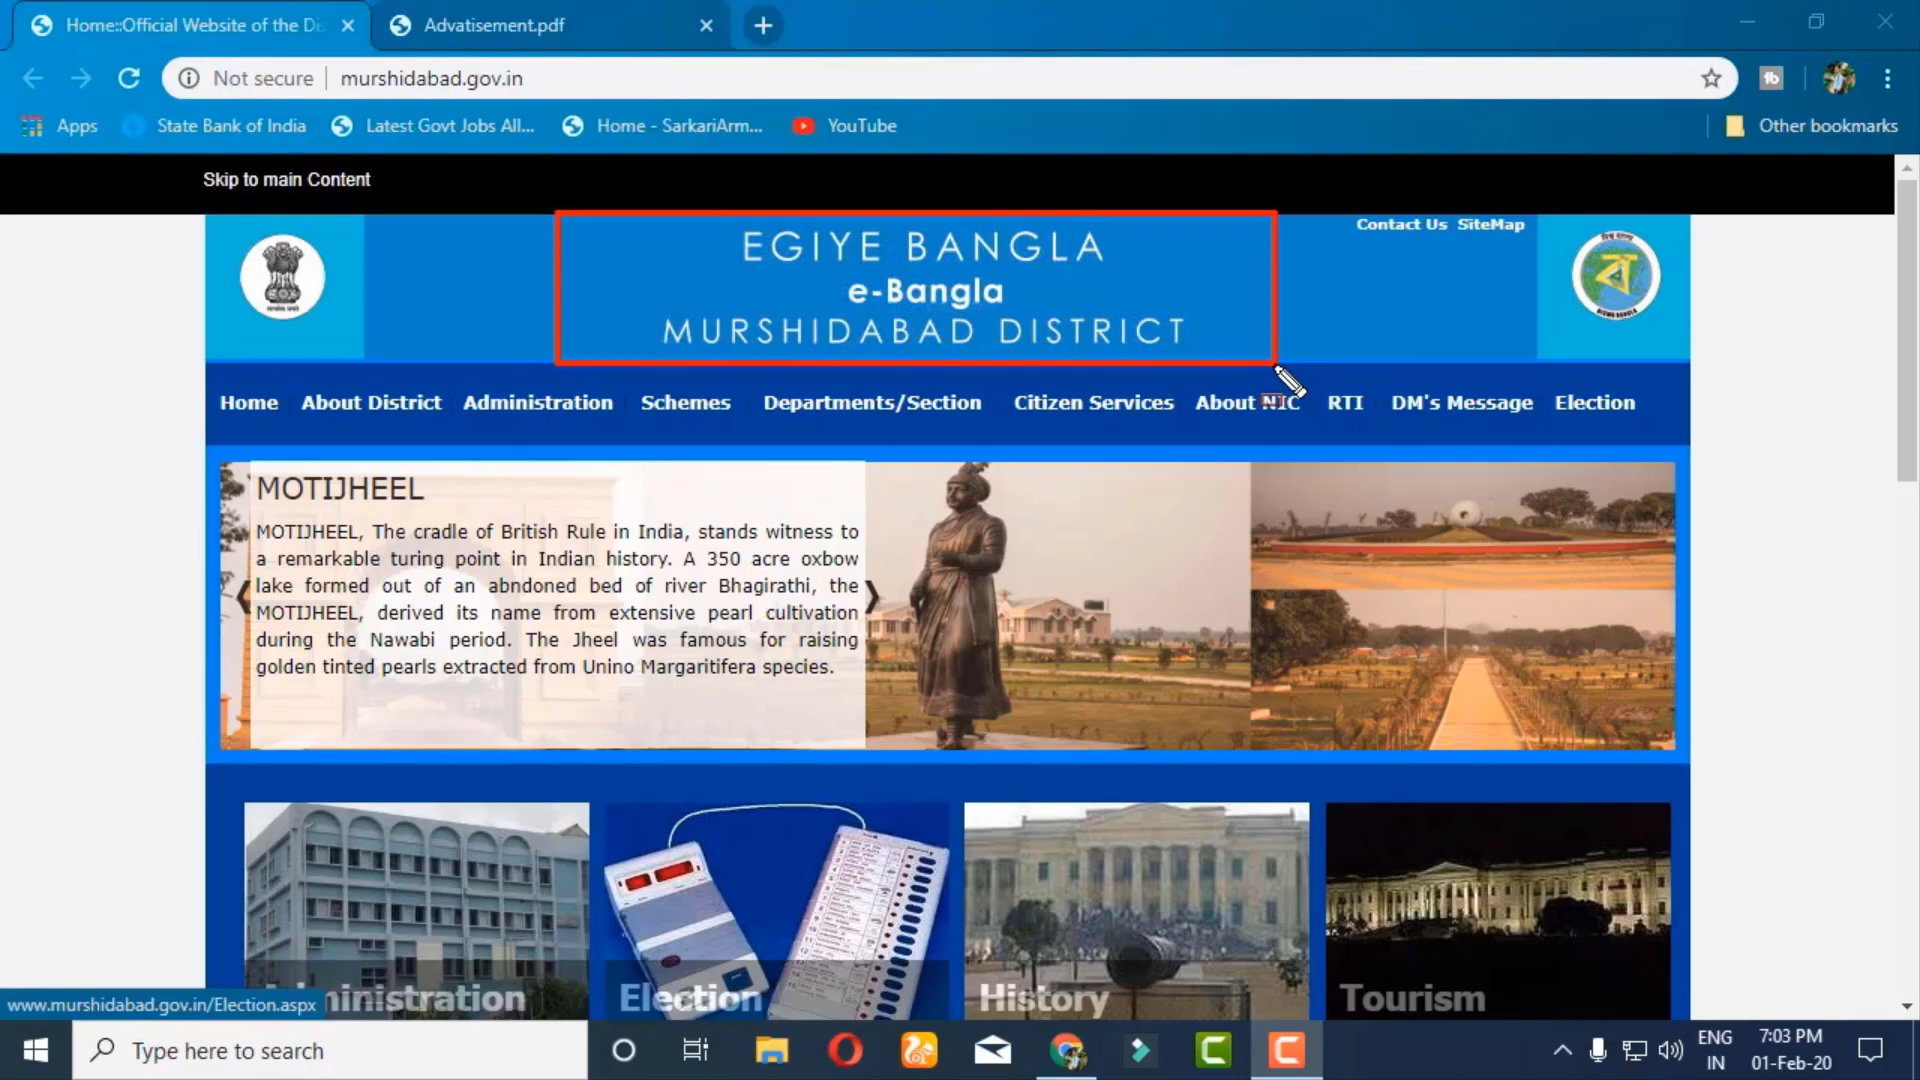 Home::Official Website of the Di
Advatisement.pdf
Not secure
murshidabad.gov.in
Apps
State Bank of India
Latest Govt Jobs All...
Home - SarkariArm...
YouTube
Other bookmarks
Skip to main Content
EGIYE BANGLA
e-Bangla
MURSHIDABAD DISTRICT
Contact Us SiteMap
Home About District Administration Schemes Departments/Section Citizen Services About NIC RTI DM's Message Election
MOTIJHEEL
MOTIJHEEL, The cradle of British Rule in India, stands witness to
a remarkable turing point in Indian history. A 350 acre oxbow
lake formed out of an abndoned bed of river Bhagirathi, the
MOTIJHEEL, derived its name from extensive pearl cultivation
during the Nawabi period. The Jheel was famous for raising
golden tinted pearls extracted from Unino Margaritifera species.
ministration
Election
History
Tourism
www.murshidabad.gov.in/Election.aspx
Type here to search
ENG
IN
7:03 PM
01-Feb-20